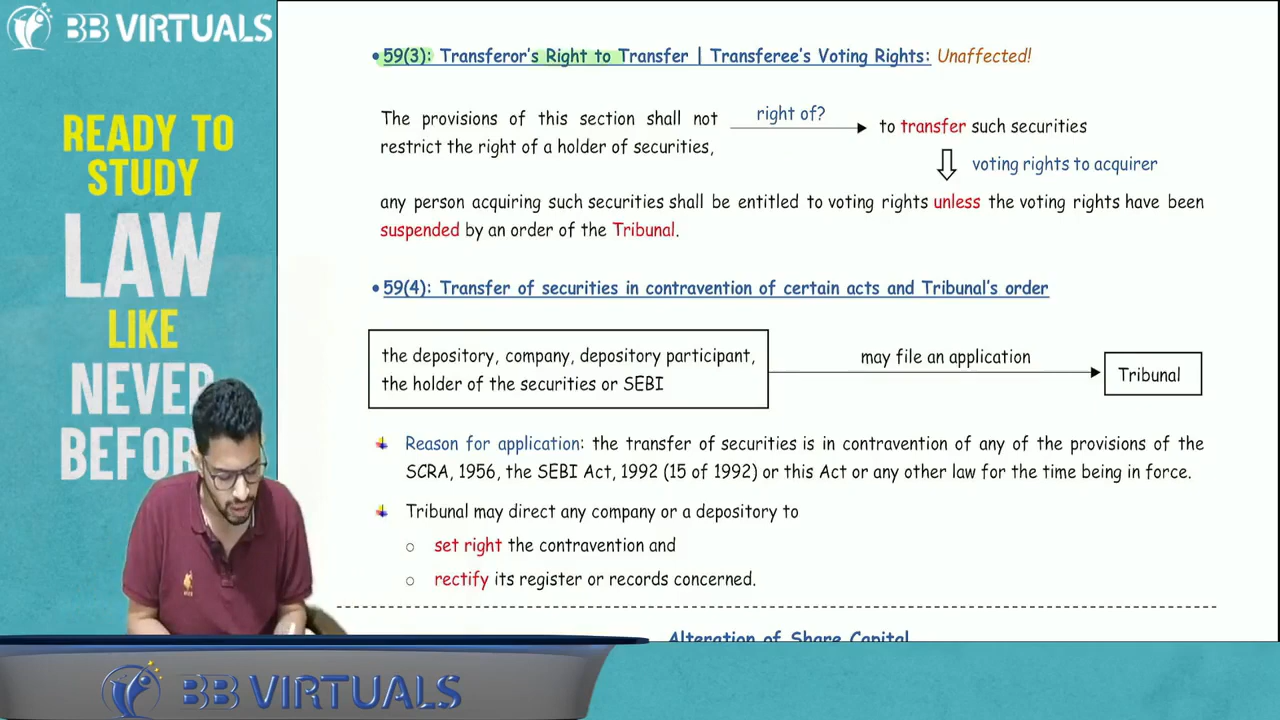 BB VIRTUALS
READY TO
STUDY
LAW
LIKE
NEVER
BEFOR
• 59(3): Transferor's Right to Transfer | Transferee's Voting Rights: Unaffected!
The provisions of this section shall not
restrict the right of a holder of securities,
right of?
to transfer such securities
voting rights to acquirer
any person acquiring such securities shall be entitled to voting rights unless the voting rights have been
suspended by an order of the Tribunal.
• 59(4): Transfer of securities in contravention of certain acts and Tribunal's order
the depository, company, depository participant,
the holder of the securities or SEBI
may file an application
Tribunal
Reason for application: the transfer of securities is in contravention of any of the provisions of the
SCRA, 1956, the SEBI Act, 1992 (15 of 1992) or this Act or any other law for the time being in force.
Tribunal may direct any company or a depository to
○ set right the contravention and
○ rectify its register or records concerned.
Alteration of Share Capital
BB VIRTUALS